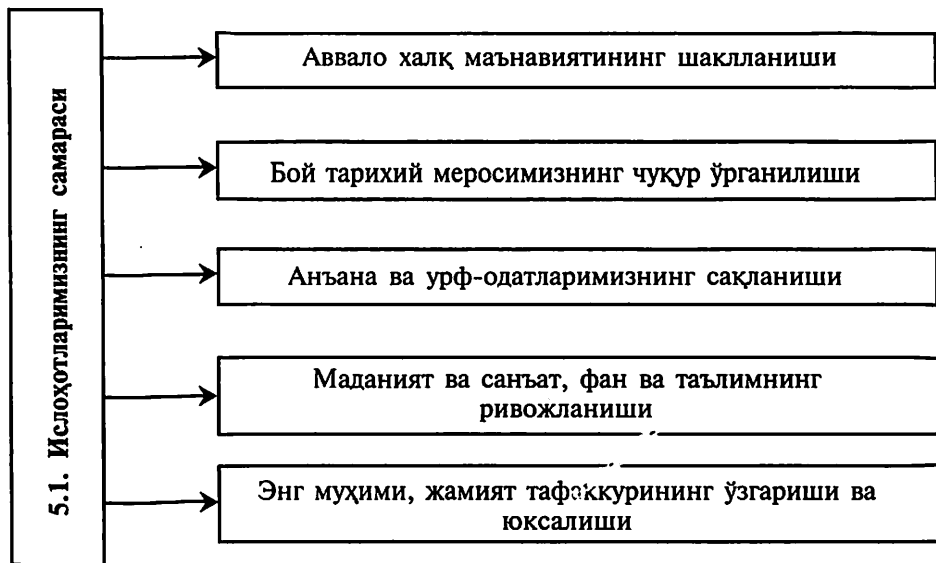 5.1. Ислоҳотларимизнинг самараси
Аввало халқ маънавиятининг шаклланиши
Бой тарихий меросимизнинг чуқур ўрганилиши
Анъана ва урф-одатларимизнинг сақланиши
Маданият ва санъат, фан ва таълимнинг
ривожланиши
Энг муҳими, жамият тафаккурининг ўзгариши ва
юксалиши